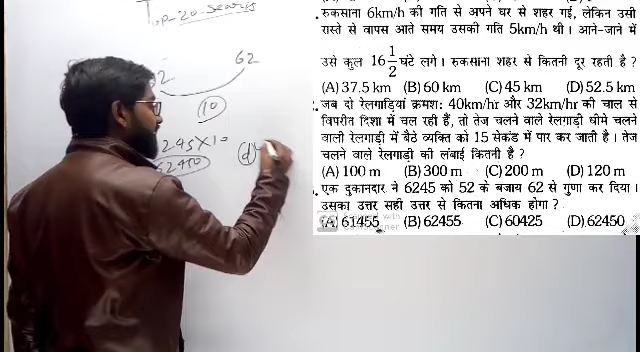 Top-20-
62
62
10
245×10
62450
(d)
रुकसाना 6km/h की गति से अपने घर से शहर गई, लेकिन उसी
रास्ते से वापस आते समय उसकी गति 5km/h थी। आने-जाने में
उसे कुल 16 1/2 घंटे लगे। रुकसाना शहर से कितनी दूर रहती है ?
(A) 37.5 km (B) 60 km (C) 45 km (D) 52.5 km
जब दो रेलगाड़ियां क्रमश: 40km/hr और 32km/hr की चाल से
विपरीत दिशा में चल रही हैं, तो तेज चलने वाले रेलगाड़ी धीमे चलने
वाली रेलगाड़ी में बैठे व्यक्ति को 15 सेकंड में पार कर जाती है। तेज
चलने वाले रेलगाड़ी की लंबाई कितनी है ?
(A) 100 m (B) 300 m (C) 200 m (D) 120 m
एक दुकानदार ने 6245 को 52 के बजाय 62 से गुणा कर दिया।
उसका उत्तर सही उत्तर से कितना अधिक होगा ?
(A) 61455 (B) 62455 (C) 60425 (D) 62450